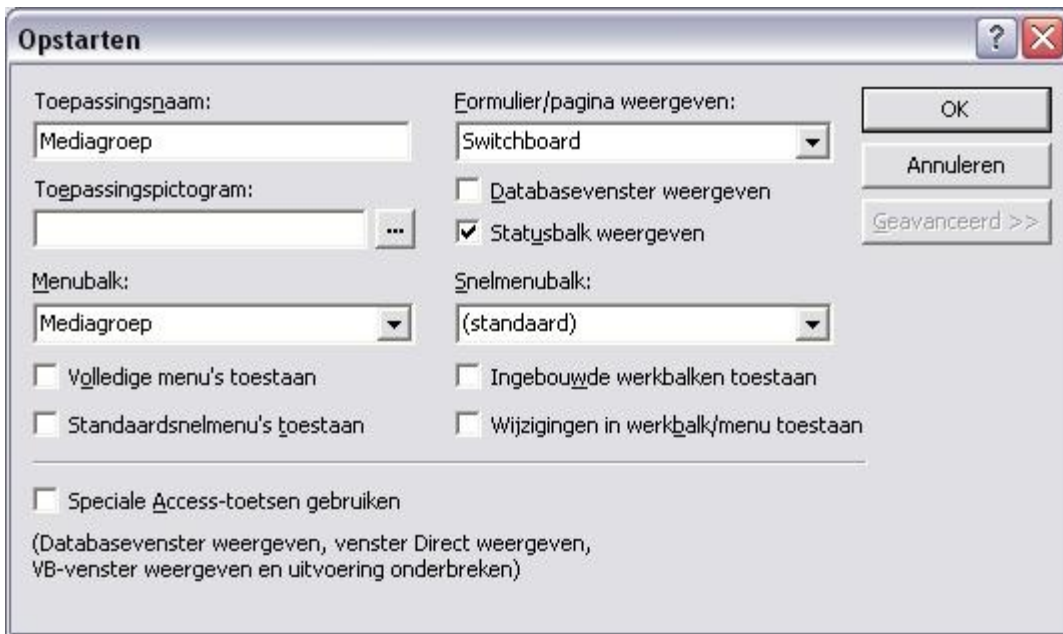 Opstarten
Toepassingsnaam:
Mediagroep
Formulier/pagina weergeven:
Switchboard
OK
Annuleren
Geavanceerd >>
Toepassingspictogram:
...
Databasevenster weergeven
Statusbalk weergeven
Menubalk:
Mediagroep
Snelmenubalk:
(standaard)
Volledige menu's toestaan
Ingebouwde werkbalken toestaan
Standaardsnelmenu's toestaan
Wijzigingen in werkbalk/menu toestaan
Speciale Access-toetsen gebruiken
(Databasevenster weergeven, venster Direct weergeven,
VB-venster weergeven en uitvoering onderbreken)